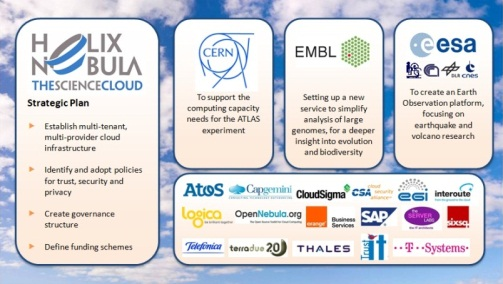 HELIX
NEBULA
THESCIENCECLOUD
Strategic Plan
Establish multi-tenant,
multi-provider cloud
infrastructure
Identify and adopt policies
for trust, security and
privacy
Create governance
structure
Define funding schemes
CERN
To support the
computing capacity
needs for the ATLAS
experiment
EMBL
Setting up a new
service to simplify
analysis of large
genomes, for a deeper
insight into evolution
and biodiversity
esa
DLR cnes
To create an Earth
Observation platform,
focusing on
earthquake and
volcano research
Atos Capgemini CloudSigma CSA cloud security alliance EGI interoute
logica OpenNebula.org orange Business Services SAP THE SERVER LABS sixsq
Telefónica terradue 2.0 THALES Trust it T··Systems·